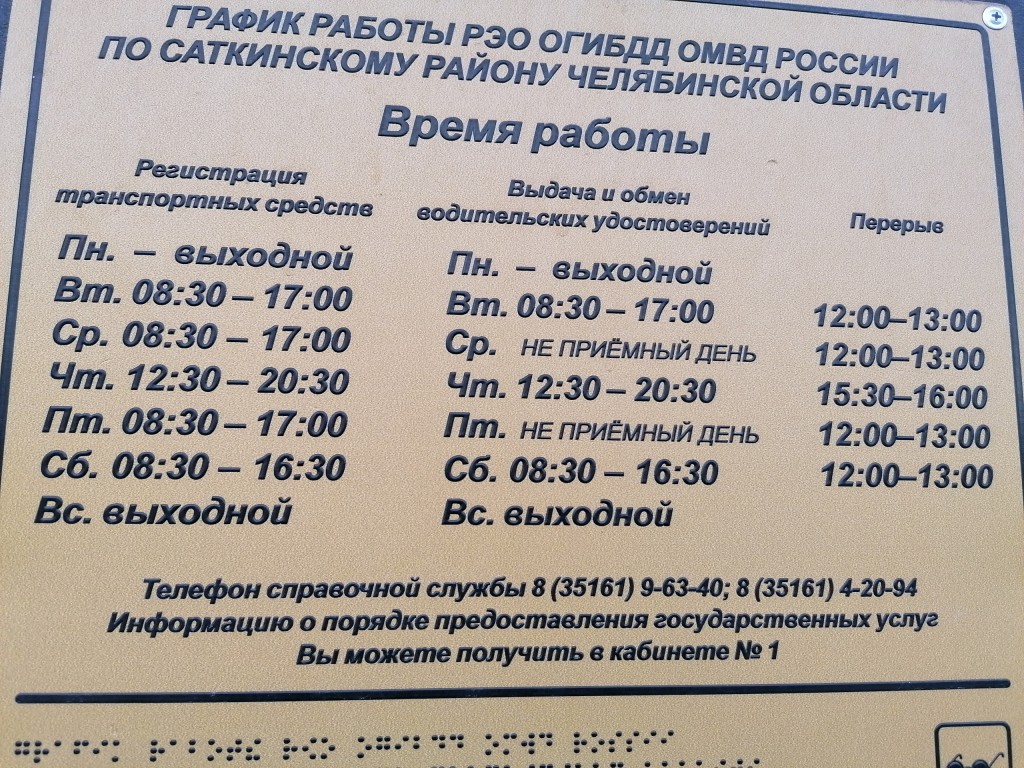 ГРАФИК РАБОТЫ РЭО ОГИБДД ОМВД РОССИИ
ПО САТКИНСКОМУ РАЙОНУ ЧЕЛЯБИНСКОЙ ОБЛАСТИ
Время работы
Регистрация
транспортных средств
Пн. – выходной
Вт. 08:30 – 17:00
Ср. 08:30 – 17:00
Чт. 12:30 – 20:30
Пт. 08:30 – 17:00
Сб. 08:30 – 16:30
Вс. выходной
Выдача и обмен
водительских удостоверений
Пн. – выходной
Вт. 08:30 – 17:00
Ср. НЕ ПРИЁМНЫЙ ДЕНЬ
Чт. 12:30 – 20:30
Пт. НЕ ПРИЁМНЫЙ ДЕНЬ
Сб. 08:30 – 16:30
Вс. выходной
Перерыв
12:00–13:00
12:00–13:00
15:30–16:00
12:00–13:00
12:00–13:00
Телефон справочной службы 8 (35161) 9-63-40; 8 (35161) 4-20-94
Информацию о порядке предоставления государственных услуг
Вы можете получить в кабинете № 1